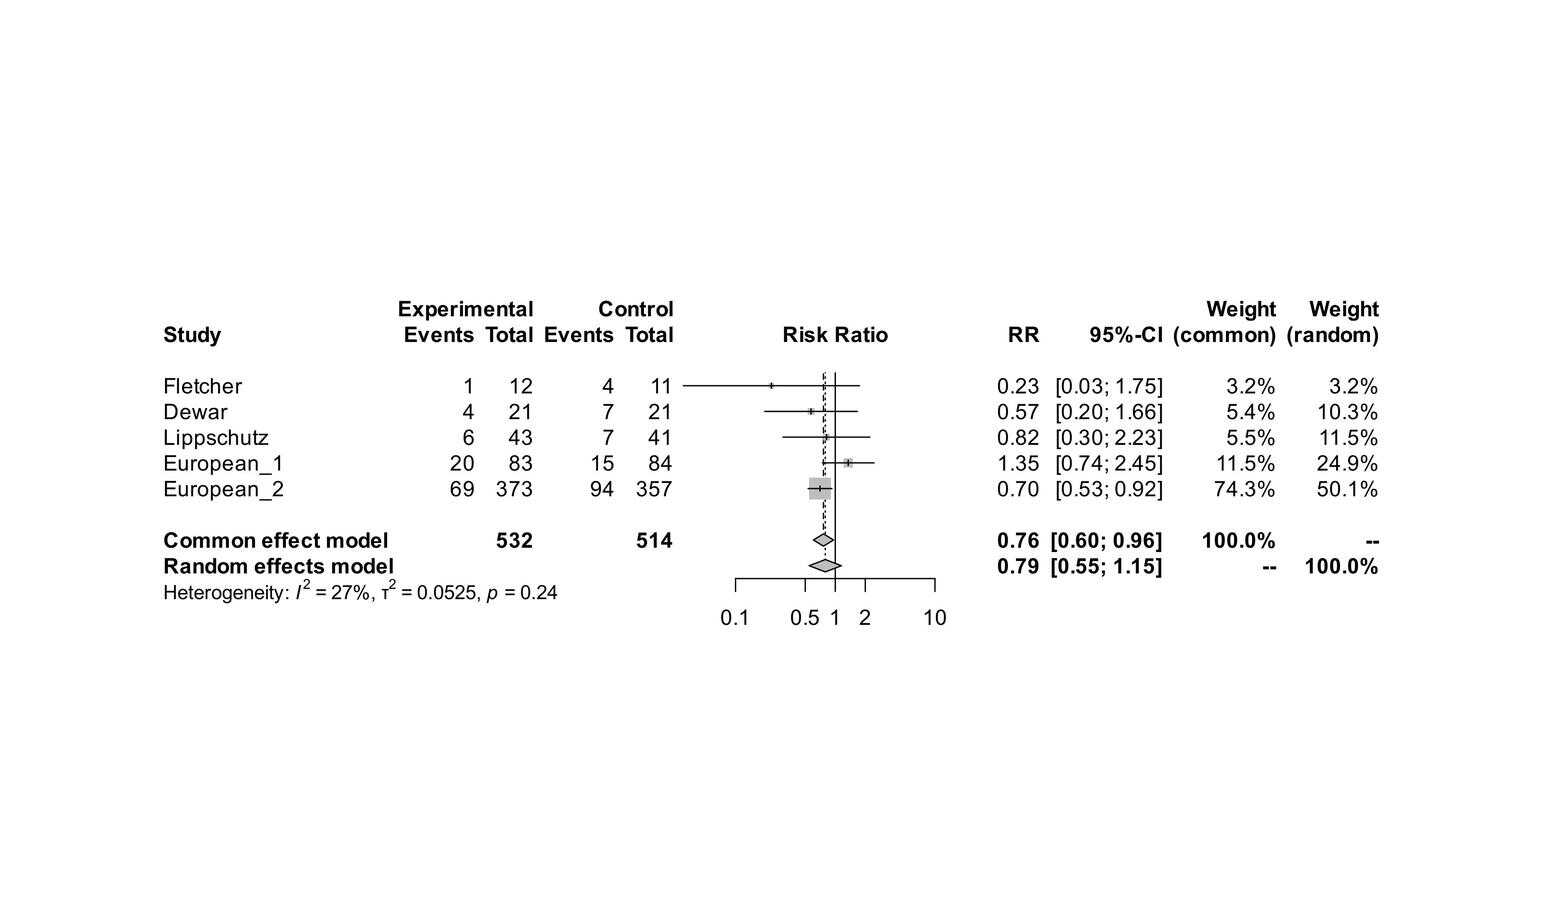 Experimental Control Weight Weight
Study Events Total Events Total Risk Ratio RR 95%-CI (common) (random)
Fletcher 1 12 4 11 0.23 [0.03; 1.75] 3.2% 3.2%
Dewar 4 21 7 21 0.57 [0.20; 1.66] 5.4% 10.3%
Lippschutz 6 43 7 41 0.82 [0.30; 2.23] 5.5% 11.5%
European_1 20 83 15 84 1.35 [0.74; 2.45] 11.5% 24.9%
European_2 69 373 94 357 0.70 [0.53; 0.92] 74.3% 50.1%
Common effect model 532 514 0.76 [0.60; 0.96] 100.0% --
Random effects model 0.79 [0.55; 1.15] -- 100.0%
Heterogeneity: I² = 27%, τ² = 0.0525, p = 0.24
0.1 0.5 1 2 10